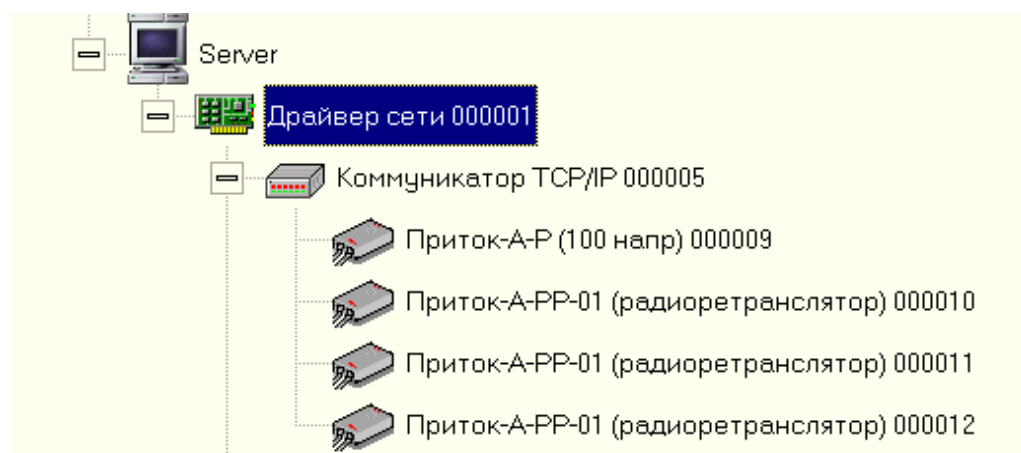 Server
Драйвер сети 000001
Коммуникатор TCP/IP 000005
Приток-А-Р (100 напр) 000009
Приток-А-РР-01 (радиоретранслятор) 000010
Приток-А-РР-01 (радиоретранслятор) 000011
Приток-А-РР-01 (радиоретранслятор) 000012